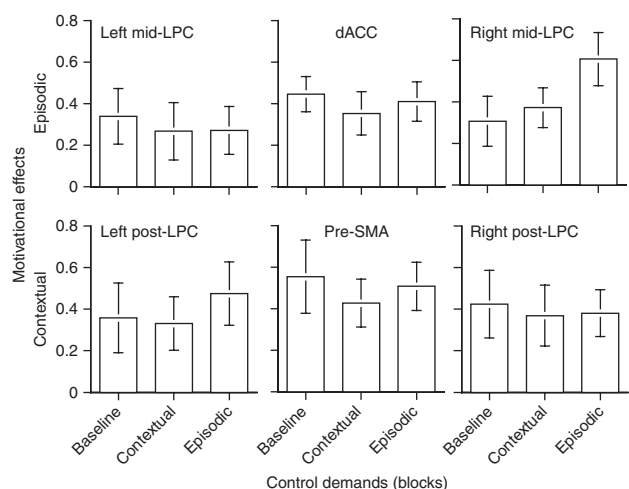 Motivational effects
Episodic
Contextual
Left mid-LPC
dACC
Right mid-LPC
0.8
0.6
0.4
0.2
0
Left post-LPC
Pre-SMA
Right post-LPC
0.8
0.6
0.4
0.2
0
Baseline
Contextual
Episodic
Baseline
Contextual
Episodic
Baseline
Contextual
Episodic
Control demands (blocks)